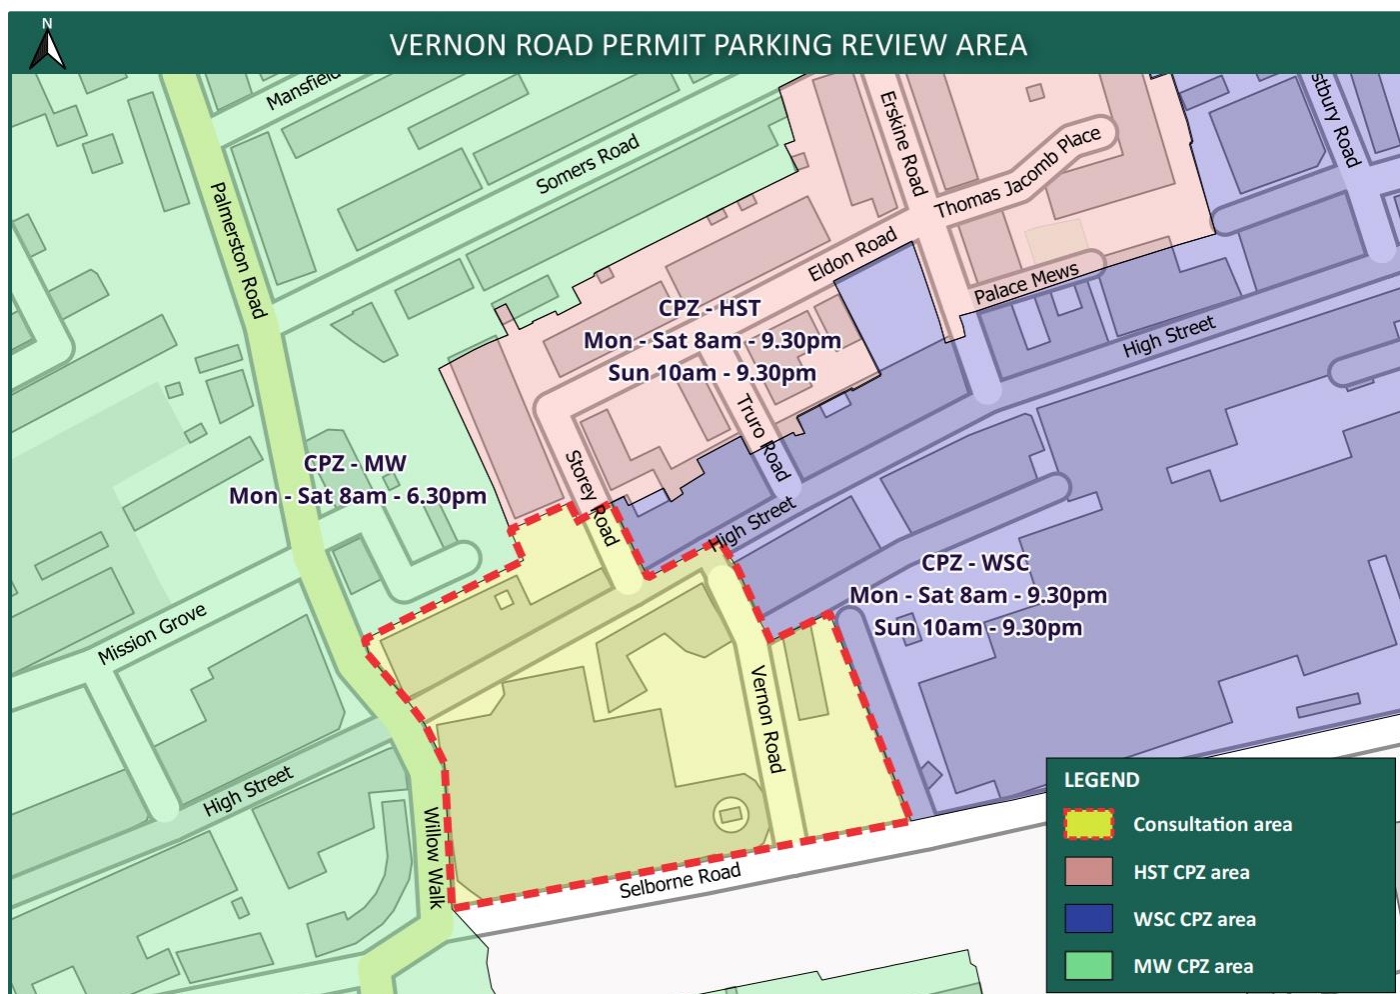 N
VERNON ROAD PERMIT PARKING REVIEW AREA
Mansfield
Somers Road
Palmerston Road
Erskine Road
Thomas Jacomb Place
Eldon Road
Palace Mews
High Street
CPZ - HST
Mon - Sat 8am - 9.30pm
Sun 10am - 9.30pm
Truro Road
Storey Road
CPZ - MW
Mon - Sat 8am - 6.30pm
High Street
CPZ - WSC
Mon - Sat 8am - 9.30pm
Sun 10am - 9.30pm
Mission Grove
Vernon Road
High Street
Willow Walk
Selborne Road
LEGEND
Consultation area
HST CPZ area
WSC CPZ area
MW CPZ area
stbury Road